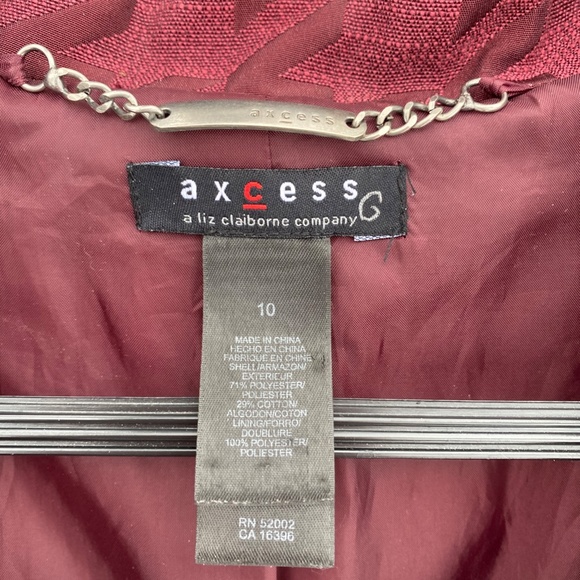 axcess
axcess
a liz claiborne company G
10
MADE IN CHINA
HECHO EN CHINA
FABRIQUE EN CHINE
SHELL/ARMAZON/
EXTERIEUR
71% POLYESTER/
POLIESTER
29% COTTON/
ALGODON/COTON
LINING/FORRO/
DOUBLURE
100% POLYESTER/
POLIESTER
RN 52002
CA 16396